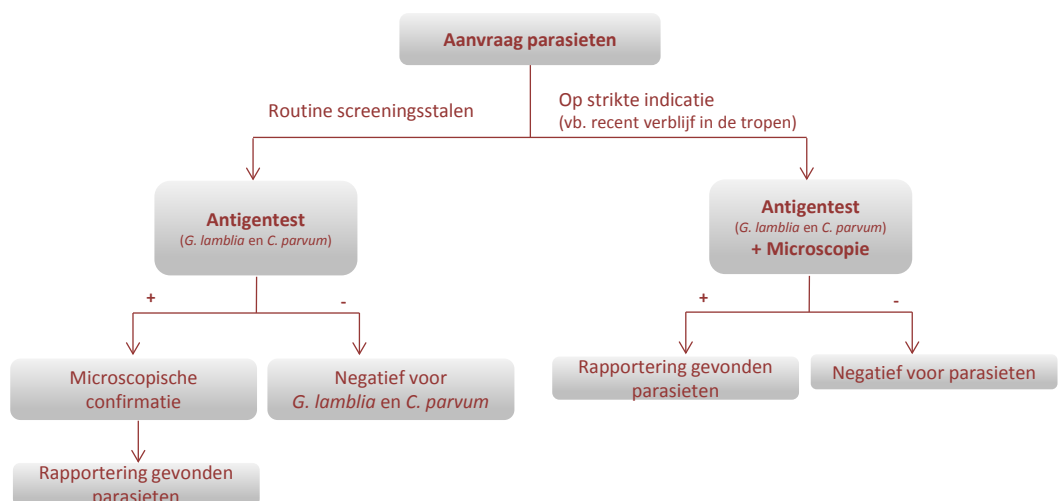 Aanvraag parasieten
Routine screeningsstalen
Op strikte indicatie
(vb. recent verblijf in de tropen)
Antigentest
(G. lamblia en C. parvum)
Antigentest
(G. lamblia en C. parvum)
+ Microscopie
+
-
+
-
Microscopische
confirmatie
Negatief voor
G. lamblia en C. parvum
Rapportering gevonden
parasieten
Negatief voor parasieten
Rapportering gevonden
parasieten